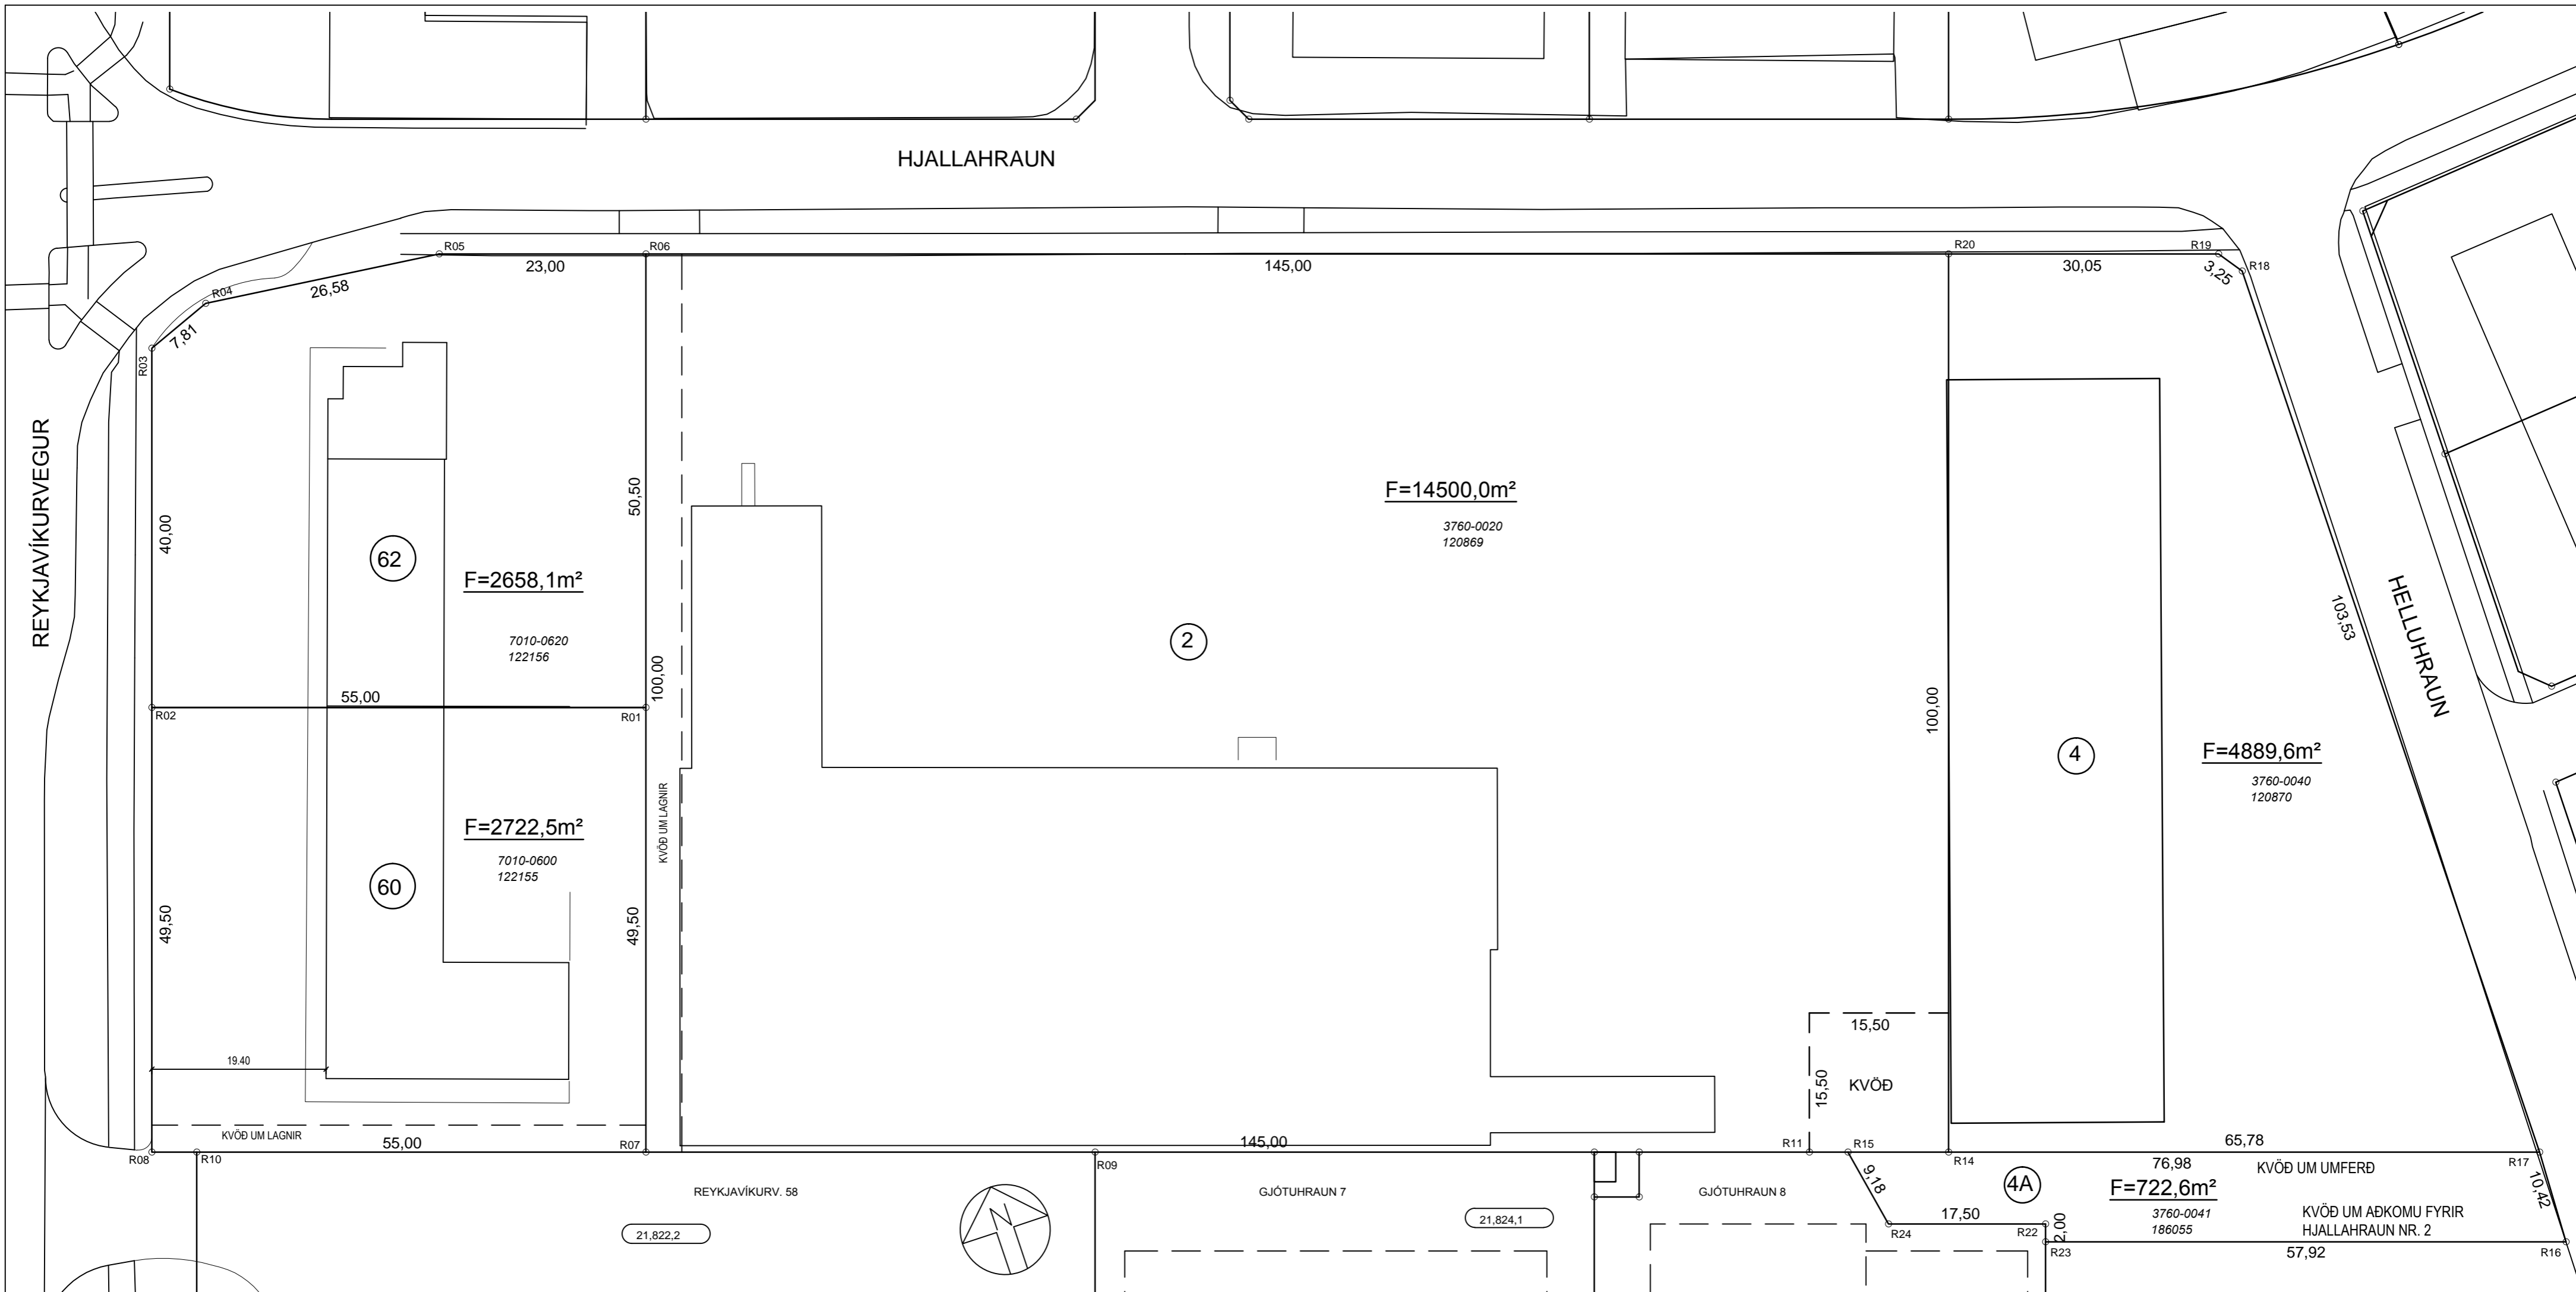 HJALLAHRAUN
R05
R06
R20
R19
R18
23,00
145,00
30,05
3,25
R04
26,58
7,81
R03
REYKJAVÍKURVEGUR
40,00
50,50
62
F=2658,1m²
7010-0620
122156
F=14500,0m²
3760-0020
120869
2
HELLUHRAUN
103,53
55,00
R02
R01
100,00
100,00
4
F=4889,6m²
3760-0040
120870
KVÖÐ UM LAGNIR
F=2722,5m²
7010-0600
122155
60
49,50
49,50
19.40
15,50
15,50
KVÖÐ
KVÖÐ UM LAGNIR
55,00
R07
145,00
R11
R15
65,78
R08
R10
R09
R14
R17
76,98
KVÖÐ UM UMFERÐ
9,18
4A
F=722,6m²
3760-0041
186055
10,42
REYKJAVÍKURV. 58
GJÓTUHRAUN 7
GJÓTUHRAUN 8
17,50
2,00
KVÖÐ UM AÐKOMU FYRIR
HJALLAHRAUN NR. 2
21,822,2
21,824,1
N
R24
R22
R23
57,92
R16